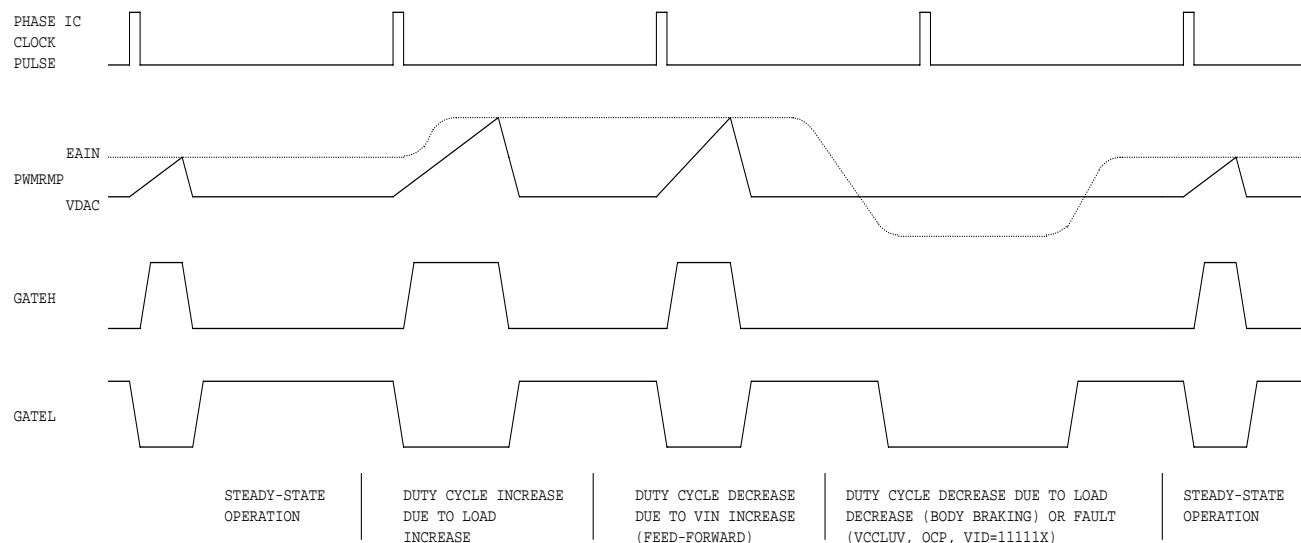 PHASE IC
CLOCK
PULSE
EAIN
PWMRMP
VDAC
GATEH
GATEL
STEADY-STATE
OPERATION
DUTY CYCLE INCREASE
DUE TO LOAD
INCREASE
DUTY CYCLE DECREASE
DUE TO VIN INCREASE
(FEED-FORWARD)
DUTY CYCLE DECREASE DUE TO LOAD
DECREASE (BODY BRAKING) OR FAULT
(VCCLUV, OCP, VID=11111X)
STEADY-STATE
OPERATION